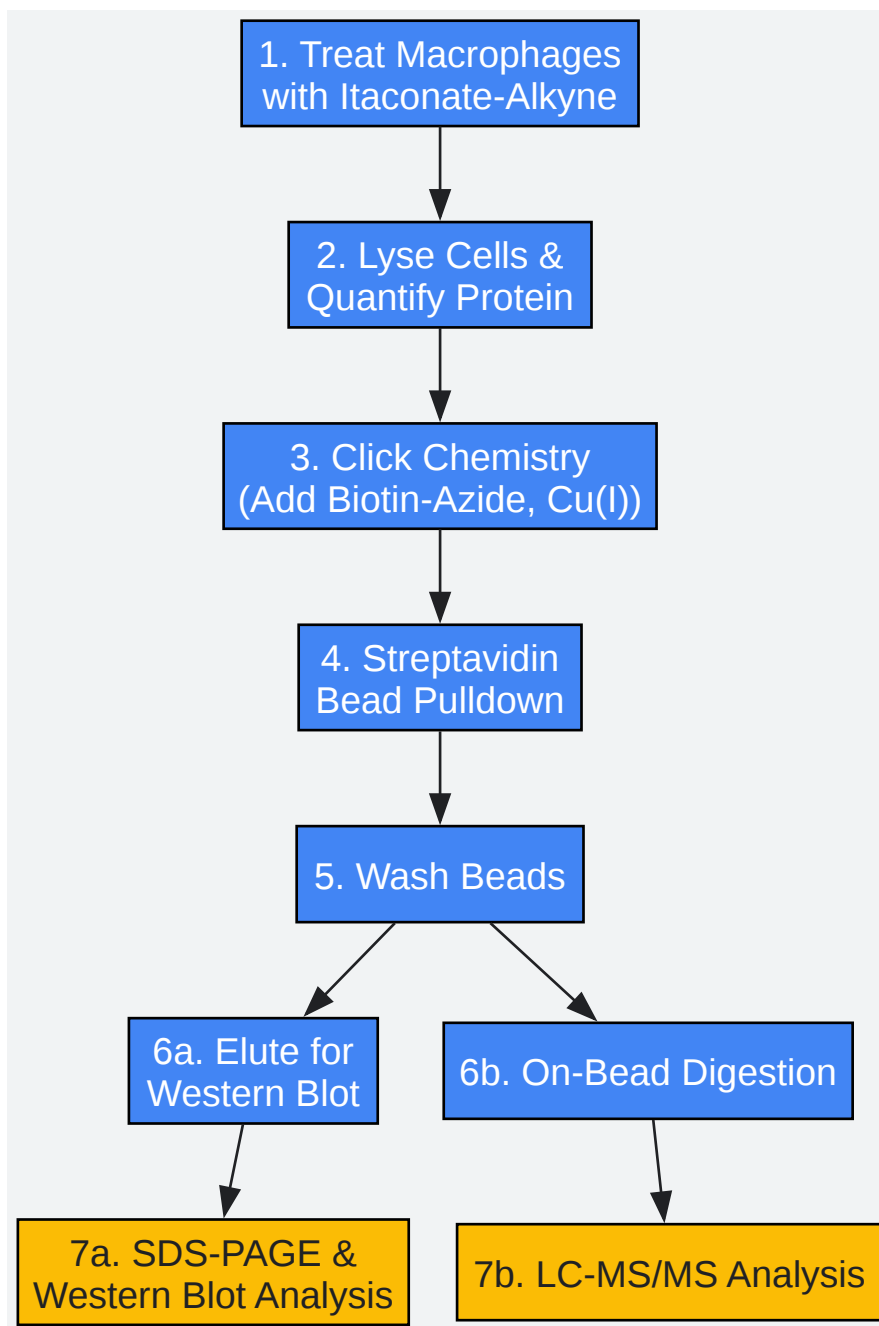 1. Treat Macrophages
with Itaconate-Alkyne
2. Lyse Cells &
Quantify Protein
3. Click Chemistry
(Add Biotin-Azide, Cu(I))
4. Streptavidin
Bead Pulldown
5. Wash Beads
6a. Elute for
Western Blot
6b. On-Bead Digestion
7a. SDS-PAGE &
Western Blot Analysis
7b. LC-MS/MS Analysis